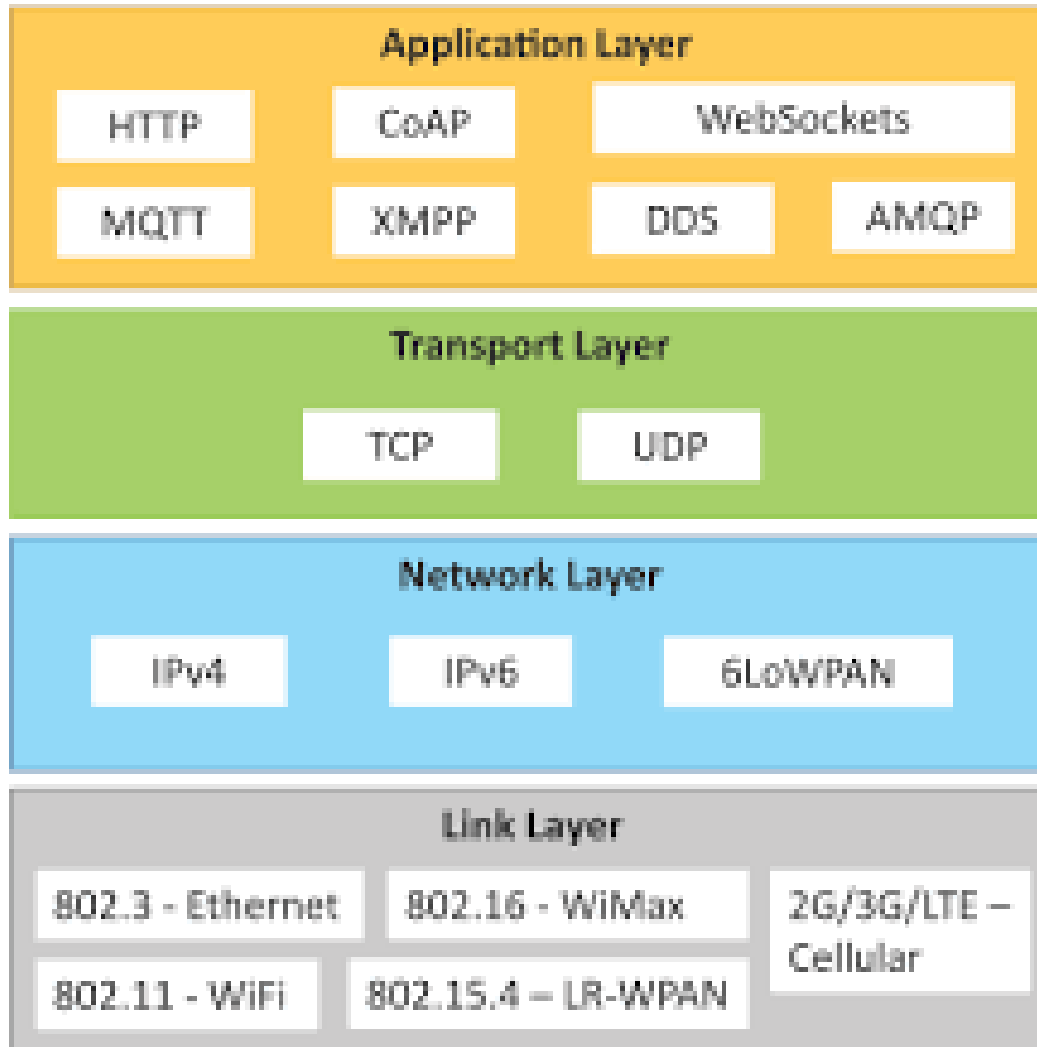 Application Layer
HTTP
CoAP
WebSockets
MQTT
XMPP
DDS
AMQP
Transport Layer
TCP
UDP
Network Layer
IPv4
IPv6
6LoWPAN
Link Layer
802.3 - Ethernet
802.16 - WiMax
2G/3G/LTE –
Cellular
802.11 - WiFi
802.15.4 – LR-WPAN